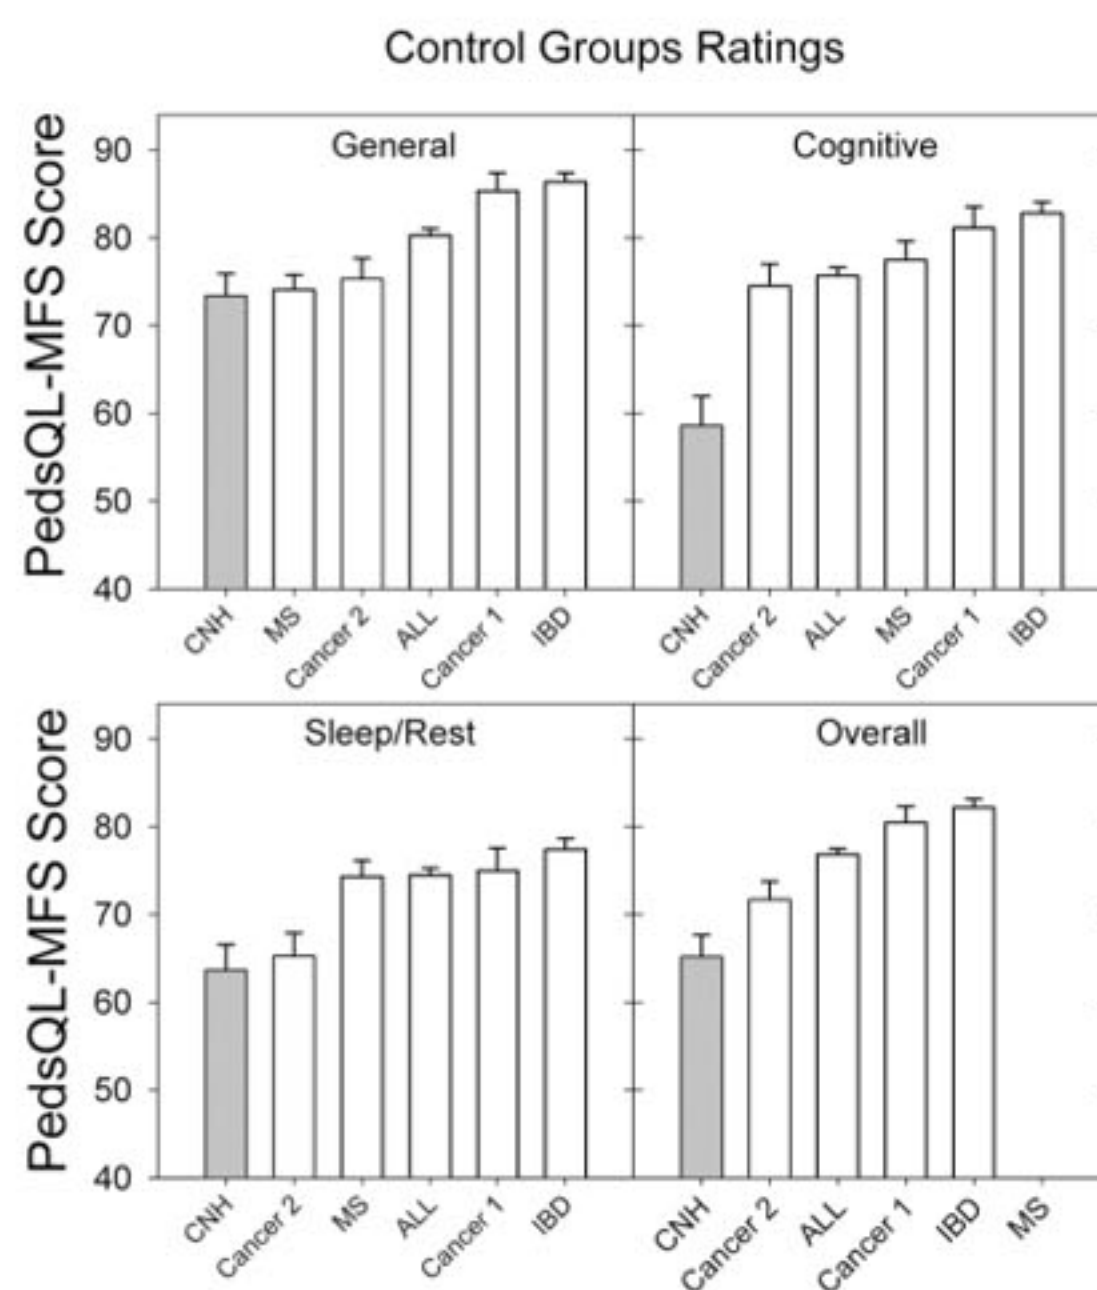 Control Groups Ratings
PedsQL-MFS Score
90
80
70
60
50
40
General
CNH
MS
Cancer 2
ALL
Cancer 1
IBD
Cognitive
CNH
Cancer 2
ALL
MS
Cancer 1
IBD
PedsQL-MFS Score
90
80
70
60
50
40
Sleep/Rest
CNH
Cancer 2
MS
ALL
Cancer 1
IBD
Overall
CNH
Cancer 2
ALL
Cancer 1
IBD
MS